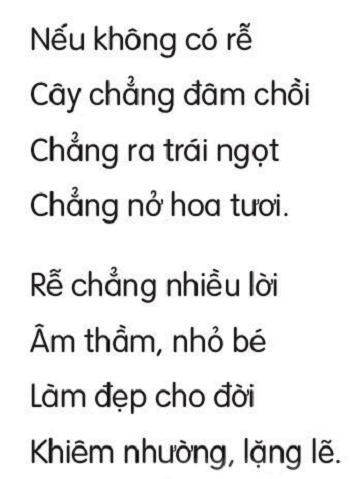 Nếu không có rễ
Cây chẳng đâm chồi
Chẳng ra trái ngọt
Chẳng nở hoa tươi.
Rễ chẳng nhiều lời
Âm thầm, nhỏ bé
Làm đẹp cho đời
Khiêm nhường, lặng lẽ.